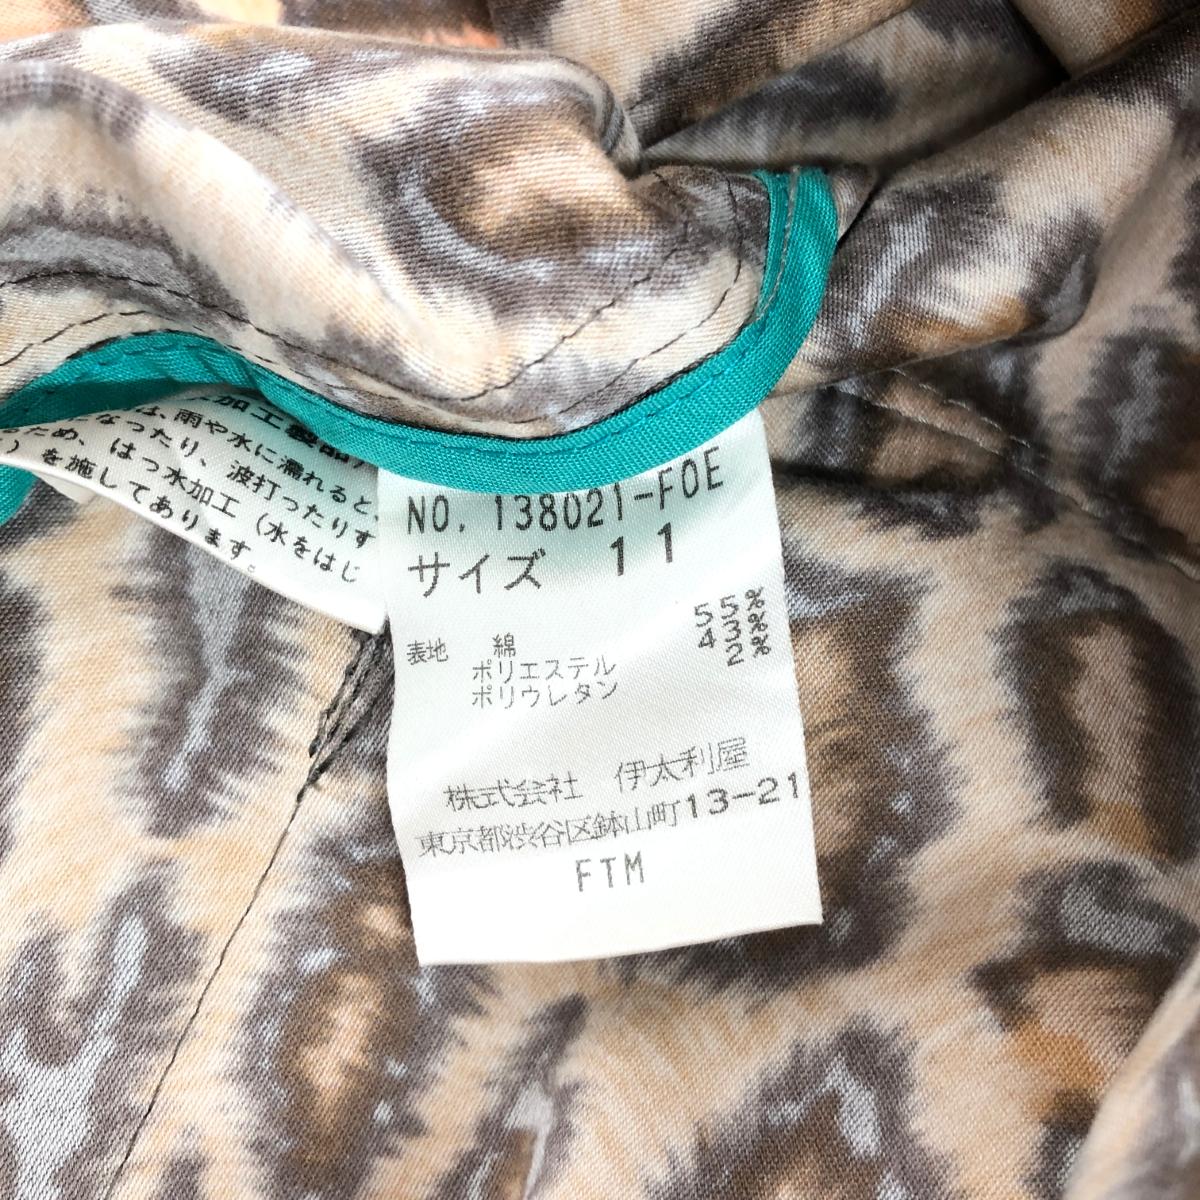 加工製品
は、雨や水に濡れると、
なったり、波打ったりす
ため、はっ水加工(水をはじ
)を施してあります。
NO. 138021-FOE
サイズ 11
表地 綿 55%
ポリエステル 43%
ポリウレタン 2%
株式会社 伊太利屋
東京都渋谷区鉢山町13-21
FTM